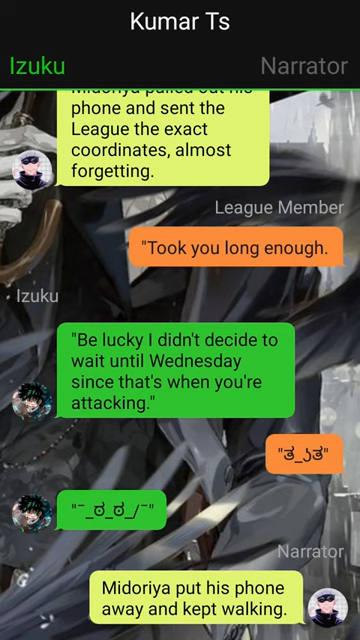 Kumar Ts
Izuku
Narrator
Midoriya pulled out his
phone and sent the
League the exact
coordinates, almost
forgetting.
League Member
"Took you long enough.
Izuku
"Be lucky I didn't decide to
wait until Wednesday
since that's when you're
attacking."
"ತ_ʖತ"
"¯_ಠ_ಠ_/¯"
Narrator
Midoriya put his phone
away and kept walking.